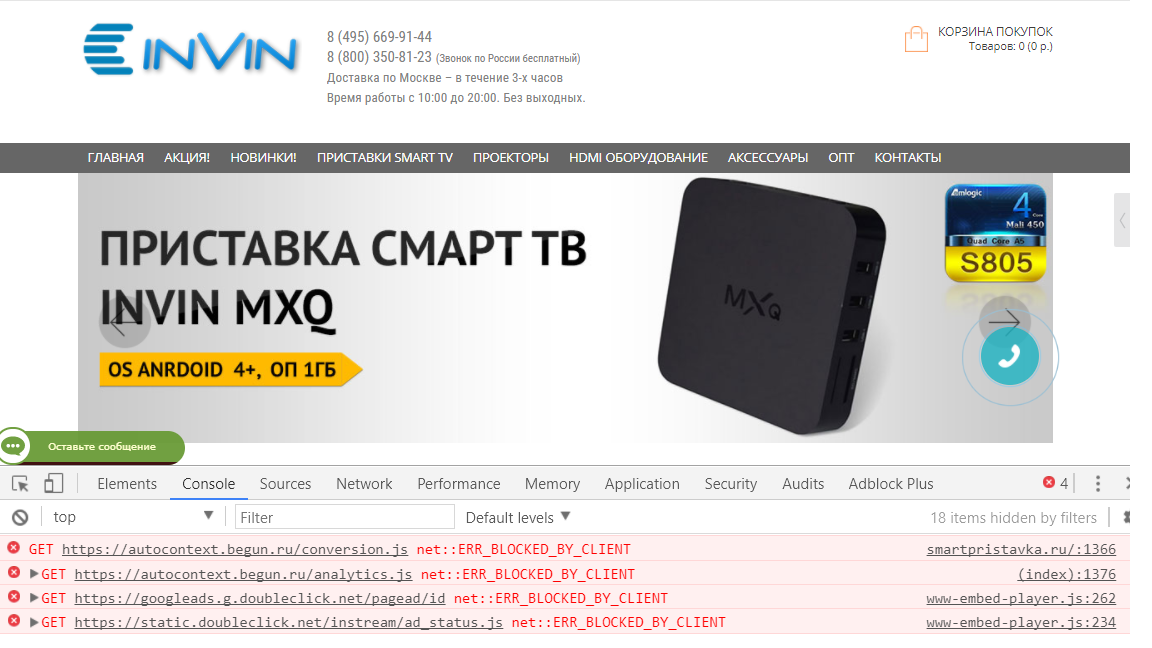 INVIN
8 (495) 669-91-44
8 (800) 350-81-23 (Звонок по России бесплатный)
Доставка по Москве – в течение 3-х часов
Время работы с 10:00 до 20:00. Без выходных.
КОРЗИНА ПОКУПОК
Товаров: 0 (0 р.)
ГЛАВНАЯ АКЦИЯ! НОВИНКИ! ПРИСТАВКИ SMART TV ПРОЕКТОРЫ HDMI ОБОРУДОВАНИЕ АКСЕССУАРЫ ОПТ КОНТАКТЫ
ПРИСТАВКА СМАРТ ТВ
INVIN MXQ
OS ANRDOID 4+, ОП 1ГБ
MXQ
Amlogic
4 Core
Mali 450
Quad Core A5
S805
Оставьте сообщение
Elements Console Sources Network Performance Memory Application Security Audits Adblock Plus 4
top Filter Default levels 18 items hidden by filters
GET https://autocontext.begun.ru/conversion.js net::ERR_BLOCKED_BY_CLIENT smartpristavka.ru/:1366
GET https://autocontext.begun.ru/analytics.js net::ERR_BLOCKED_BY_CLIENT (index):1376
GET https://googleads.g.doubleclick.net/pagead/id net::ERR_BLOCKED_BY_CLIENT www-embed-player.js:262
GET https://static.doubleclick.net/instream/ad_status.js net::ERR_BLOCKED_BY_CLIENT www-embed-player.js:234